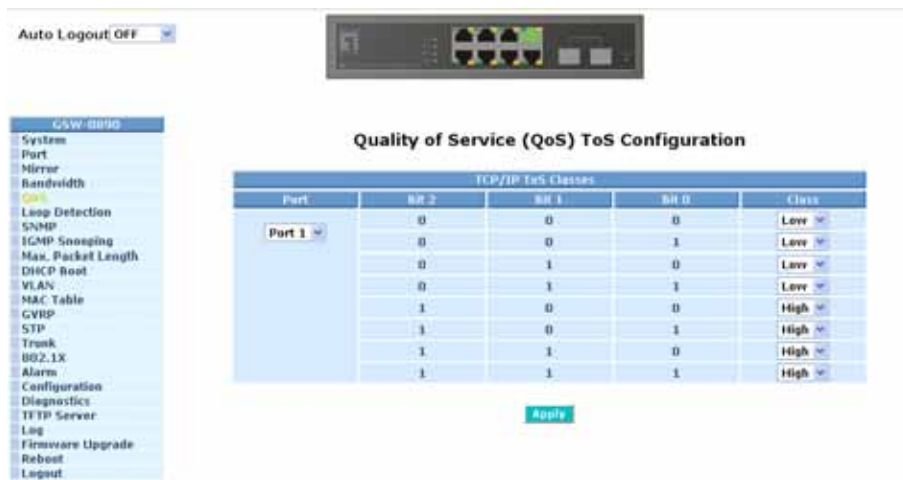 Auto Logout OFF
GSW-0890
System
Port
Mirror
Bandwidth
QoS
Loop Detection
SNMP
IGMP Snooping
Max. Packet Length
DHCP Boot
VLAN
MAC Table
GVRP
STP
Trunk
802.1X
Alarm
Configuration
Diagnostics
TFTP Server
Log
Firmware Upgrade
Reboot
Logout
Quality of Service (QoS) ToS Configuration
TCP/IP ToS Classes
Port Bit 2 Bit 1 Bit 0 Class
Port 1
0 0 0 Low
0 0 1 Low
0 1 0 Low
0 1 1 Low
1 0 0 High
1 0 1 High
1 1 0 High
1 1 1 High
Apply